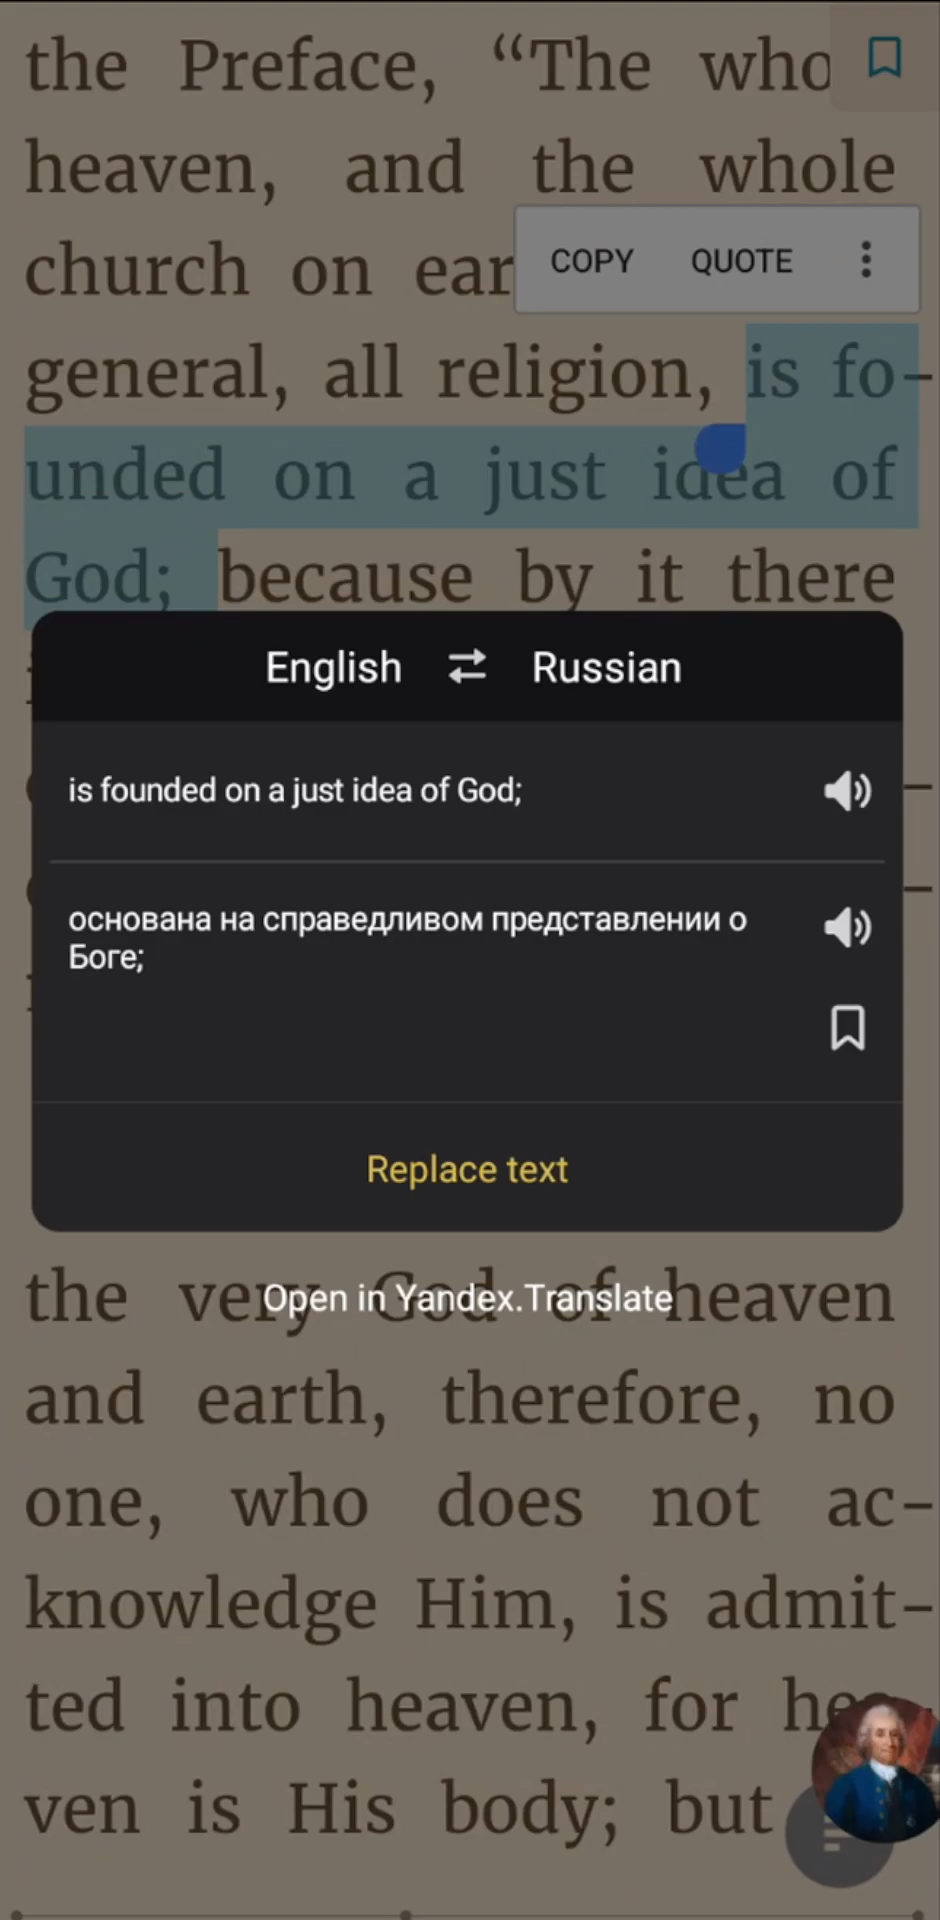 the Preface, “The who
heaven, and the whole
church on ear
COPY QUOTE
general, all religion, is fo-
unded on a just idea of
God; because by it there
English Russian
is founded on a just idea of God;
основана на справедливом представлении о
Боге;
Replace text
the very God of heaven
Open in Yandex.Translate
and earth, therefore, no
one, who does not ac-
knowledge Him, is admit-
ted into heaven, for hea-
ven is His body; but